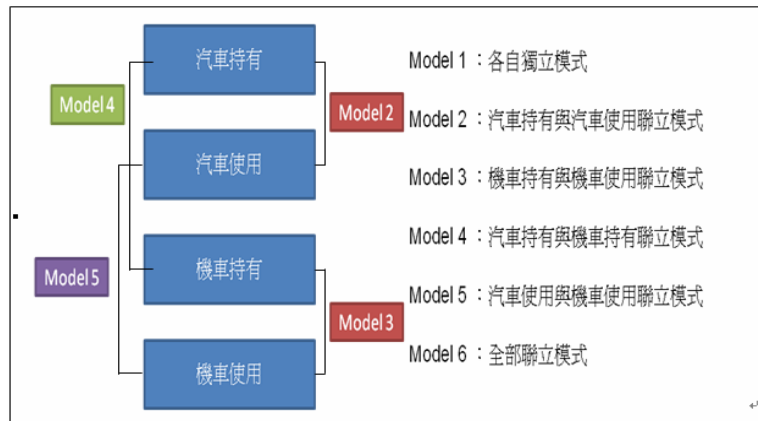 汽車持有
汽車使用
機車持有
機車使用
Model 4
Model 2
Model 5
Model 3
Model 1：各自獨立模式
Model 2：汽車持有與汽車使用聯立模式
Model 3：機車持有與機車使用聯立模式
Model 4：汽車持有與機車持有聯立模式
Model 5：汽車使用與機車使用聯立模式
Model 6：全部聯立模式